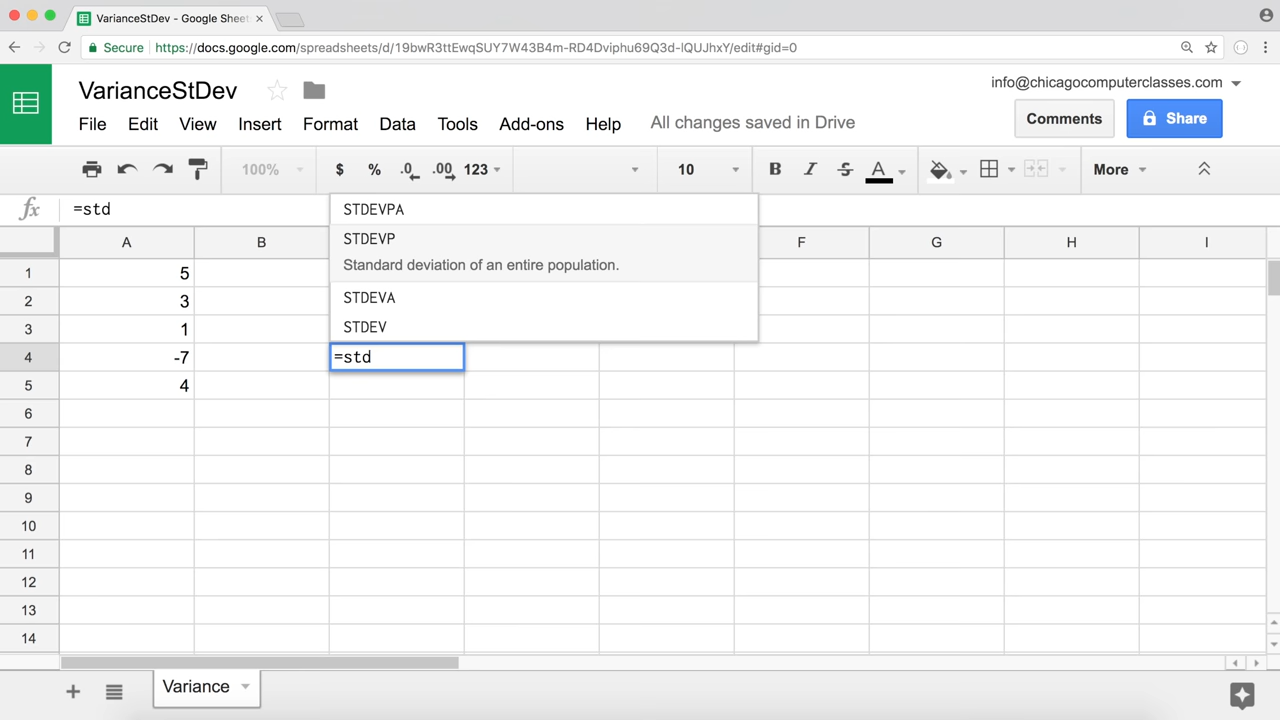 VarianceStDev - Google Sheet
Secure https://docs.google.com/spreadsheets/d/19bwR3ttEwqSUY7W43B4m-RD4Dviphu69Q3d-lQUJhxY/edit#gid=0
VarianceStDev
info@chicagocomputerclasses.com
File Edit View Insert Format Data Tools Add-ons Help All changes saved in Drive
Comments
Share
100% $ % .0 .00 123 10 B I S A More
fx =std
STDEVPA
STDEVP
Standard deviation of an entire population.
STDEVA
STDEV
A B F G H I
1 5
2 3
3 1
4 -7 =std
5 4
6
7
8
9
10
11
12
13
14
Variance